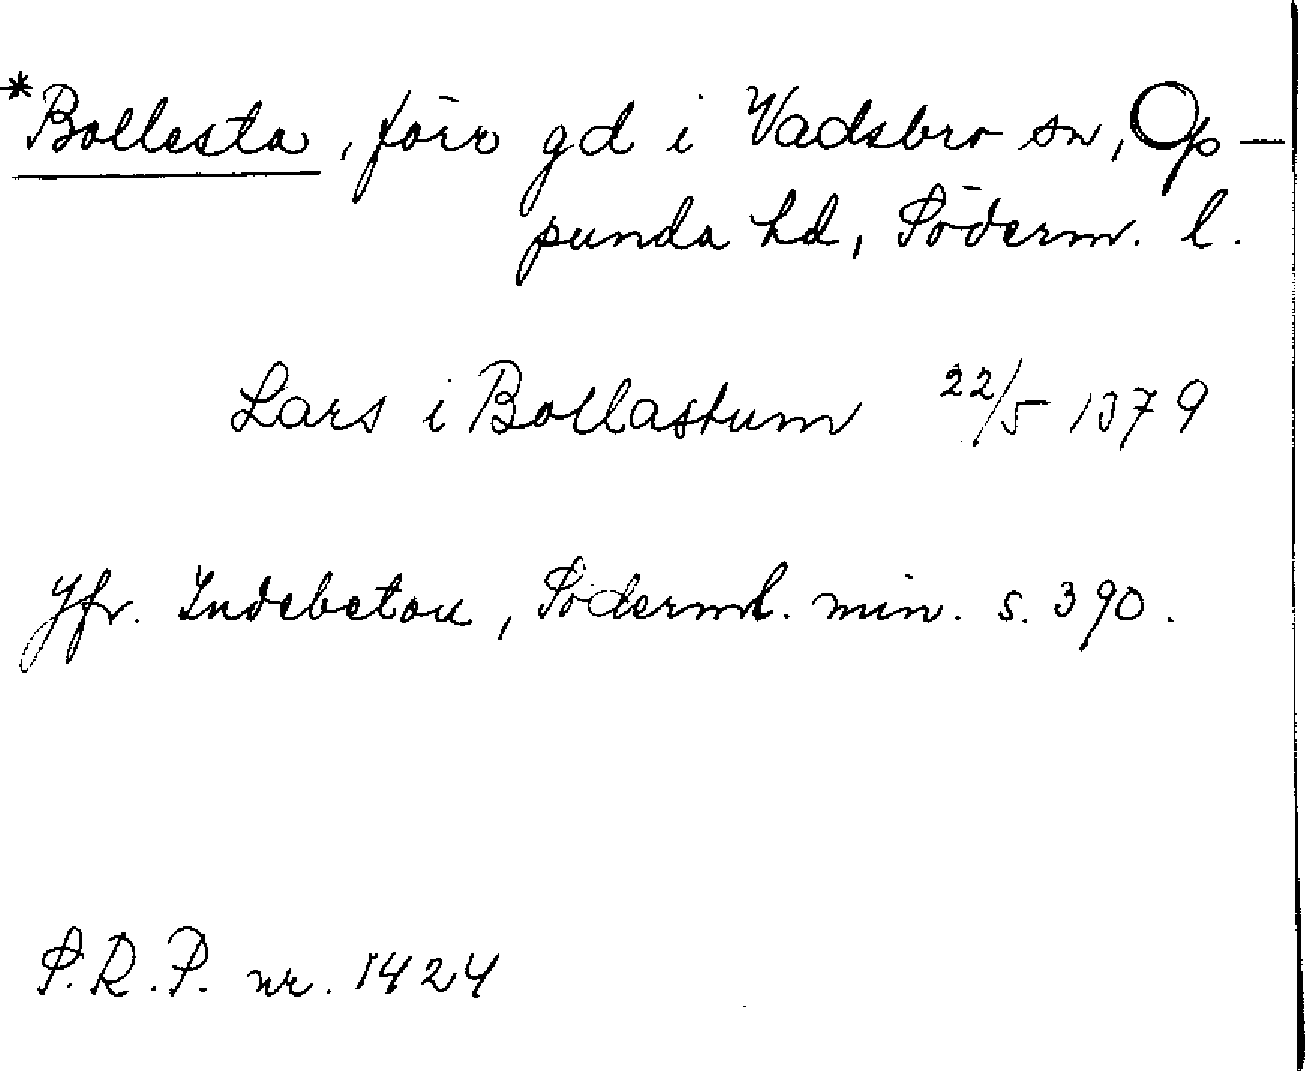 *Bollesta, förr gd i Vadsbro sn, Op-
punda hd, Söderm. l.
Lars i Bollastum 22/5 1379
Jfr. Indebetou, Söderml. min. s. 390.
S.R.P. nr. 1424